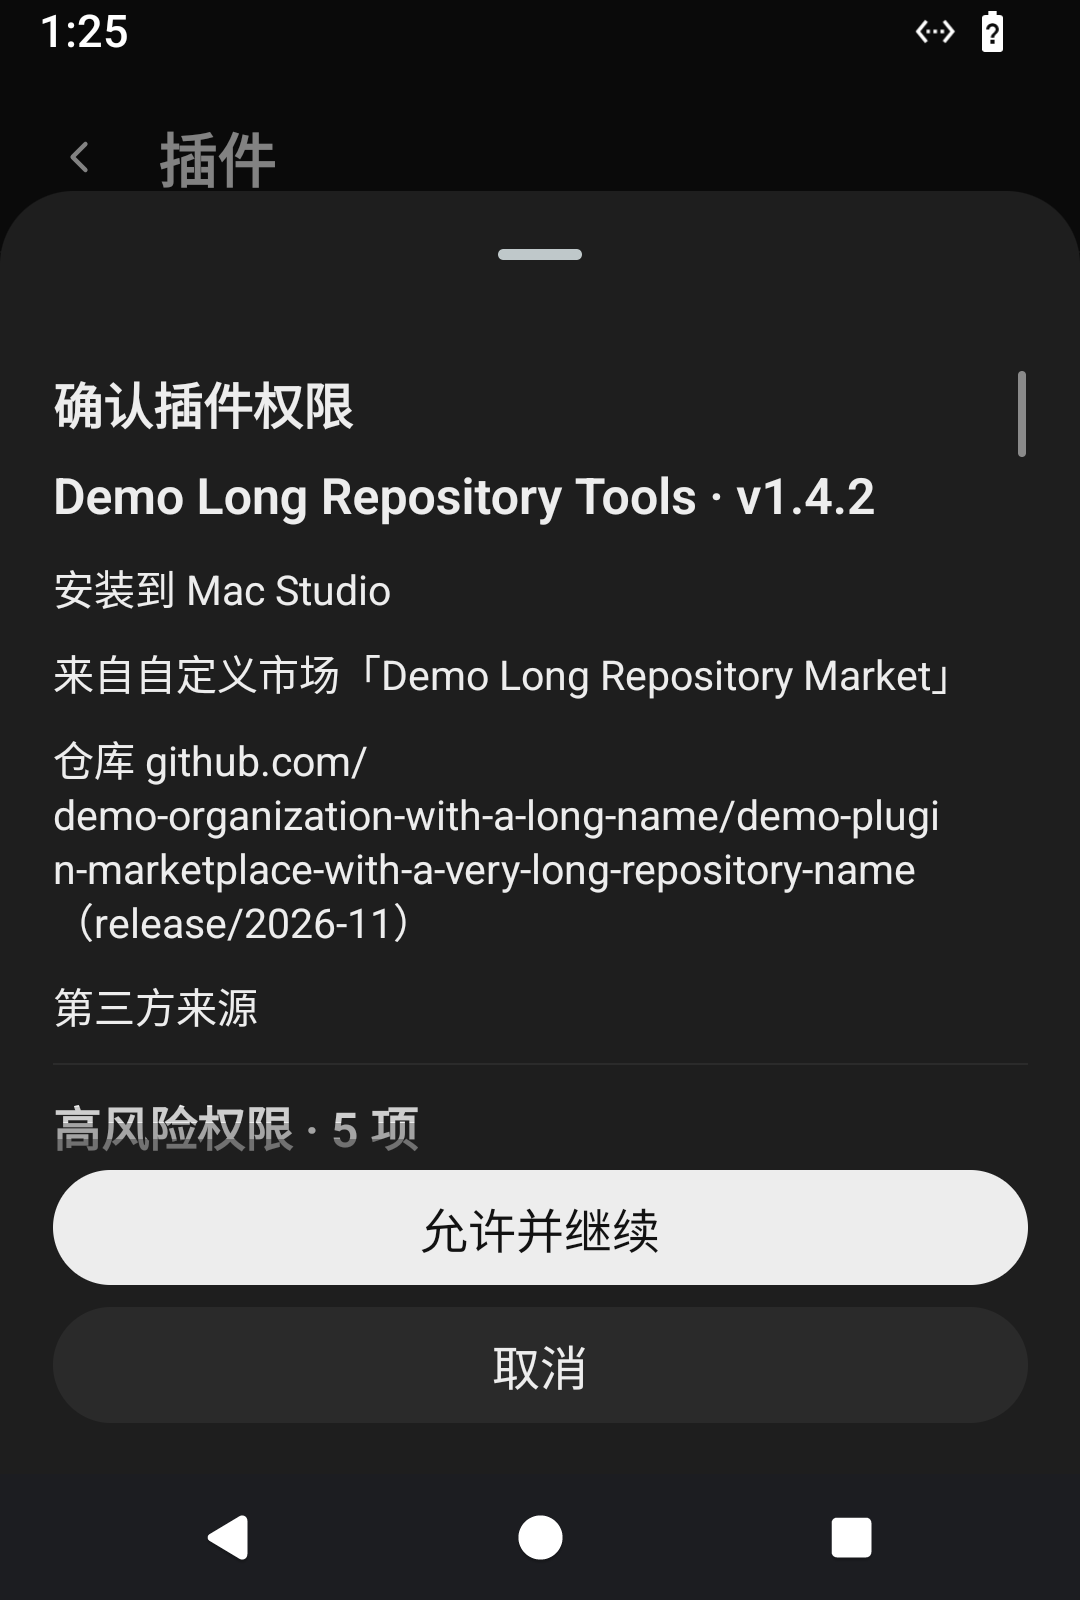 1:25
插件
确认插件权限
Demo Long Repository Tools · v1.4.2
安装到 Mac Studio
来自自定义市场「Demo Long Repository Market」
仓库 github.com/
demo-organization-with-a-long-name/demo-plugi
n-marketplace-with-a-very-long-repository-name
（release/2026-11）
第三方来源
高风险权限 · 5 项
允许并继续
取消